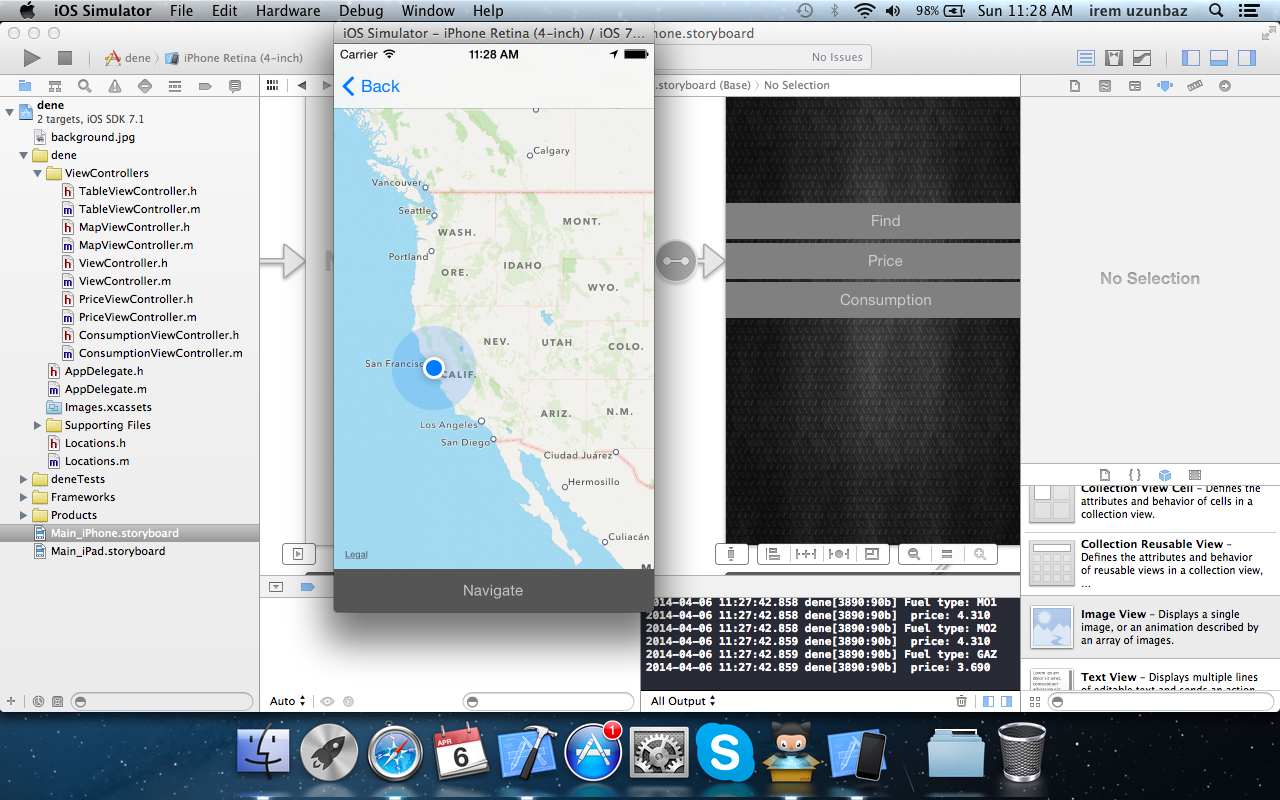 iOS Simulator File Edit Hardware Debug Window Help 98% Sun 11:28 AM irem uzunbaz
iOS Simulator – iPhone Retina (4-inch) / iOS 7... hone.storyboard
dene iPhone Retina (4-inch) No Issues
Carrier 11:28 AM
Back
.storyboard (Base) No Selection
dene
2 targets, iOS SDK 7.1
background.jpg
dene
ViewControllers
h TableViewController.h
m TableViewController.m
h MapViewController.h
m MapViewController.m
h ViewController.h
m ViewController.m
h PriceViewController.h
m PriceViewController.m
h ConsumptionViewController.h
m ConsumptionViewController.m
h AppDelegate.h
m AppDelegate.m
Images.xcassets
Supporting Files
h Locations.h
m Locations.m
deneTests
Frameworks
Products
Main_iPhone.storyboard
Main_iPad.storyboard
Calgary
Vancouver
Seattle
WASH.
MONT.
Portland
ORE.
IDAHO
WYO.
NEV.
UTAH
COLO.
San Francisc
CALIF.
Los Angeles
ARIZ.
N.M.
San Diego
Ciudad Juárez
Hermosillo
Culiacán
Legal
M
Navigate
Find
Price
Consumption
No Selection
Collection View Cell – Defines the
attributes and behavior of cells in a
collection view.
Collection Reusable View –
Defines the attributes and behavior
of reusable views in a collection view,
...
Image View – Displays a single
image, or an animation described by
an array of images.
Text View – Displays multiple lines
of editable text and sends an action
2014-04-06 11:27:42.858 dene[3890:90b] Fuel type: MO1
2014-04-06 11:27:42.858 dene[3890:90b]  price: 4.310
2014-04-06 11:27:42.859 dene[3890:90b] Fuel type: MO2
2014-04-06 11:27:42.859 dene[3890:90b]  price: 4.310
2014-04-06 11:27:42.859 dene[3890:90b] Fuel type: GAZ
2014-04-06 11:27:42.859 dene[3890:90b]  price: 3.690
Auto
All Output
APR
6
1